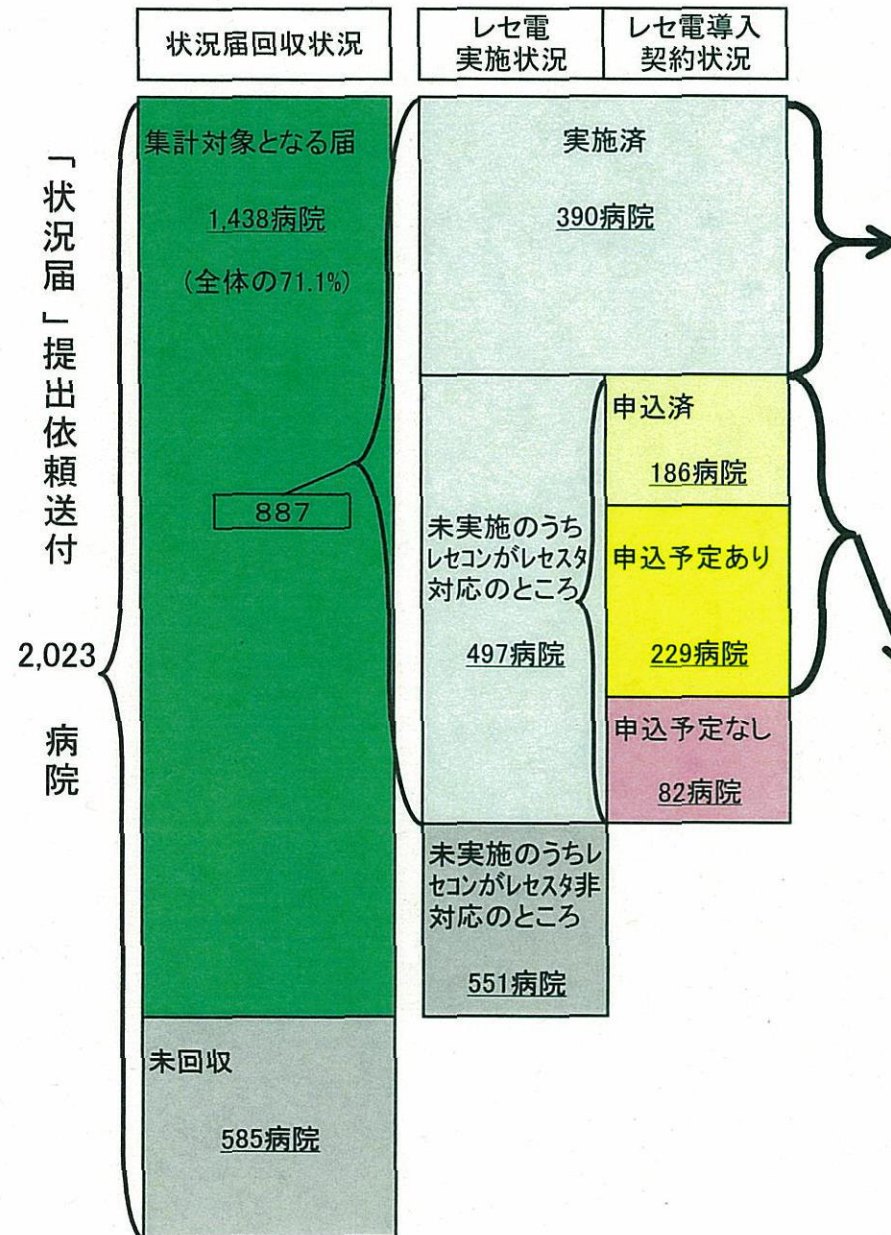 状況届回収状況
レセ電
実施状況
レセ電導入
契約状況
「状況届」提出依頼送付
2,023
病院
集計対象となる届
1,438病院
(全体の71.1%)
887
未回収
585病院
実施済
390病院
未実施のうち
レセコンがレセスタ
対応のところ
497病院
申込済
186病院
申込予定あり
229病院
申込予定なし
82病院
未実施のうちレ
セコンがレセスタ非
対応のところ
551病院